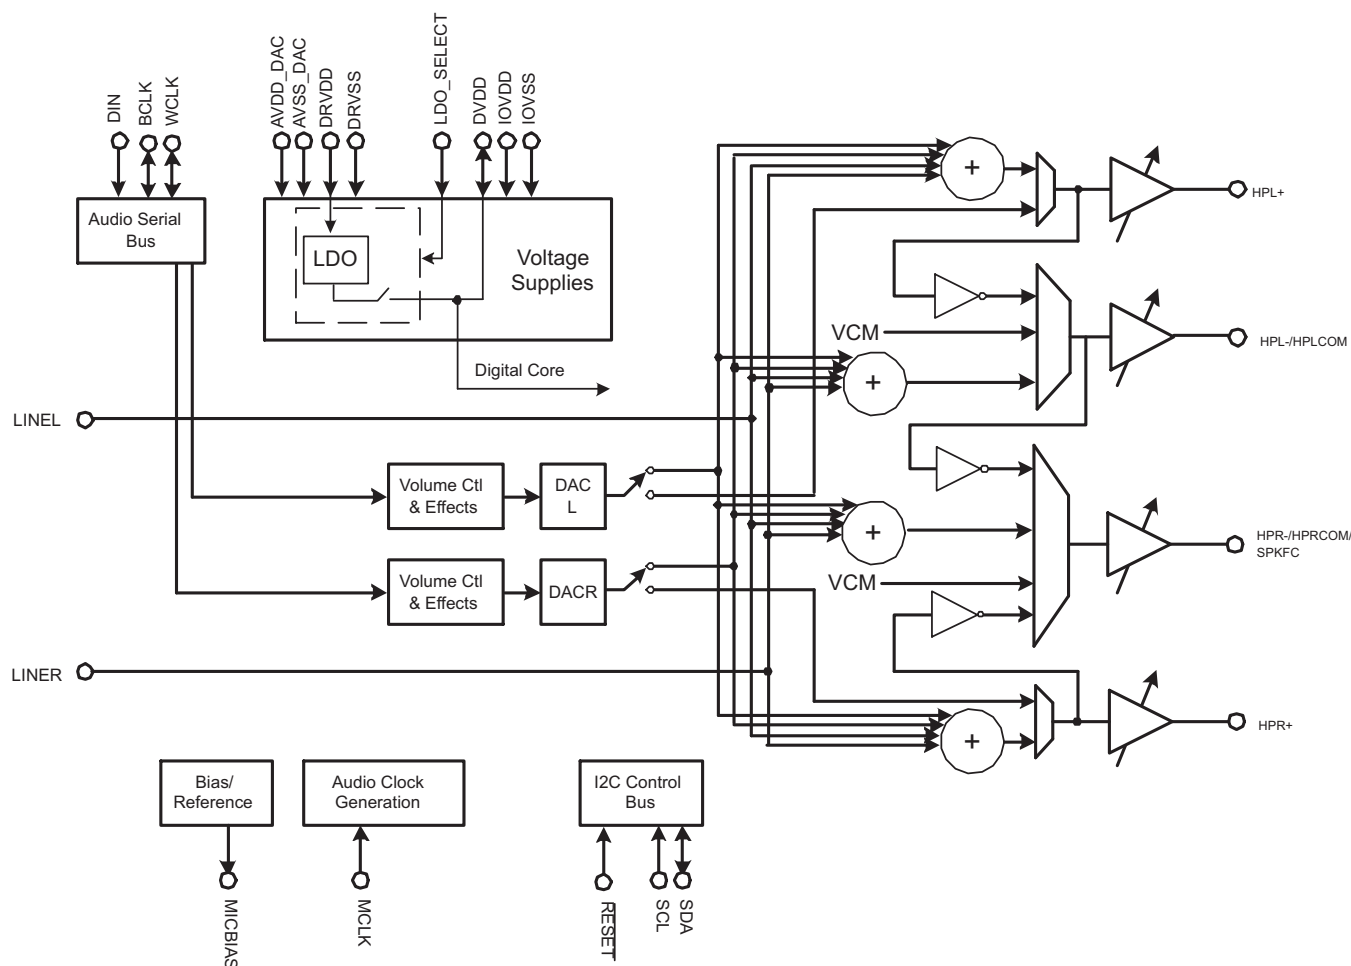 DIN
BCLK
WCLK
AVDD_DAC
AVSS_DAC
DRVDD
DRVSS
LDO_SELECT
DVDD
IOVDD
IOVSS
Audio Serial
Bus
LDO
Voltage
Supplies
Digital Core
+
HPL+
VCM
+
HPL-/HPLCOM
LINEL
Volume Ctl
& Effects
DAC
L
+
HPR-/HPRCOM/
SPKFC
VCM
Volume Ctl
& Effects
DACR
LINER
+
HPR+
Bias/
Reference
Audio Clock
Generation
I2C Control
Bus
MICBIAS
MCLK
RESET
SCL
SDA